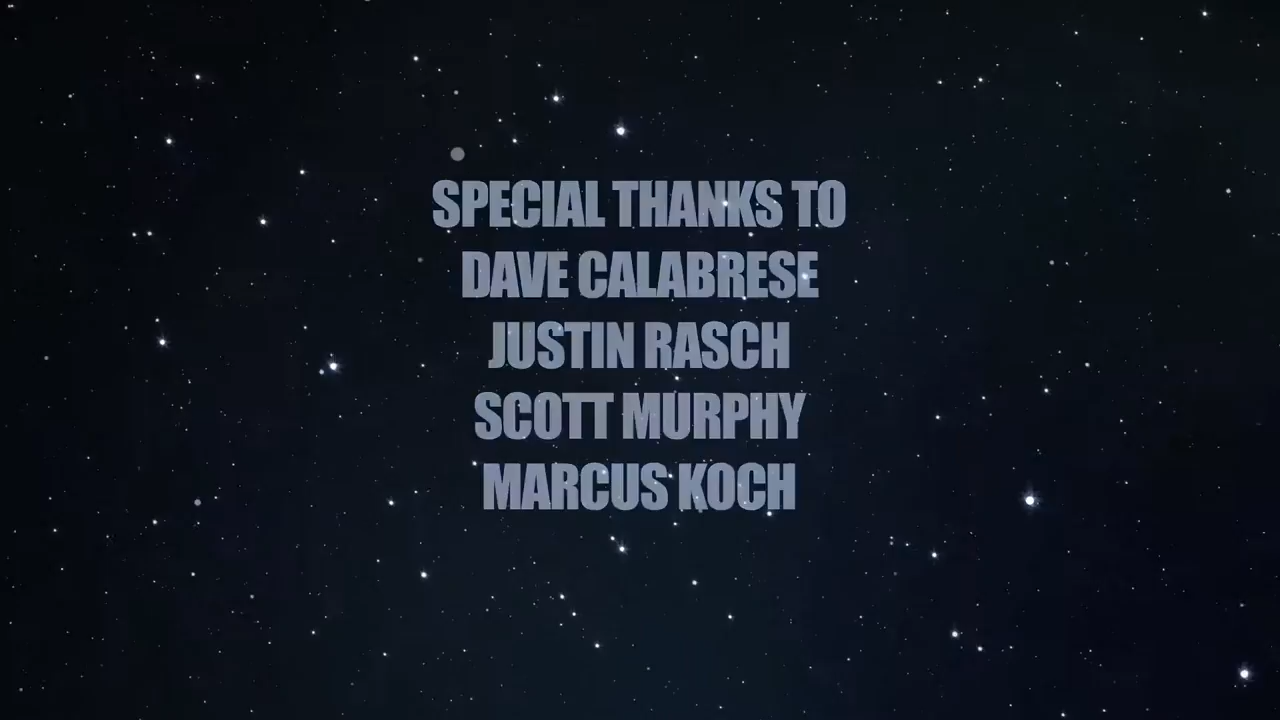 SPECIAL THANKS TO
DAVE CALABRESE
JUSTIN RASCH
SCOTT MURPHY
MARCUS KOCH